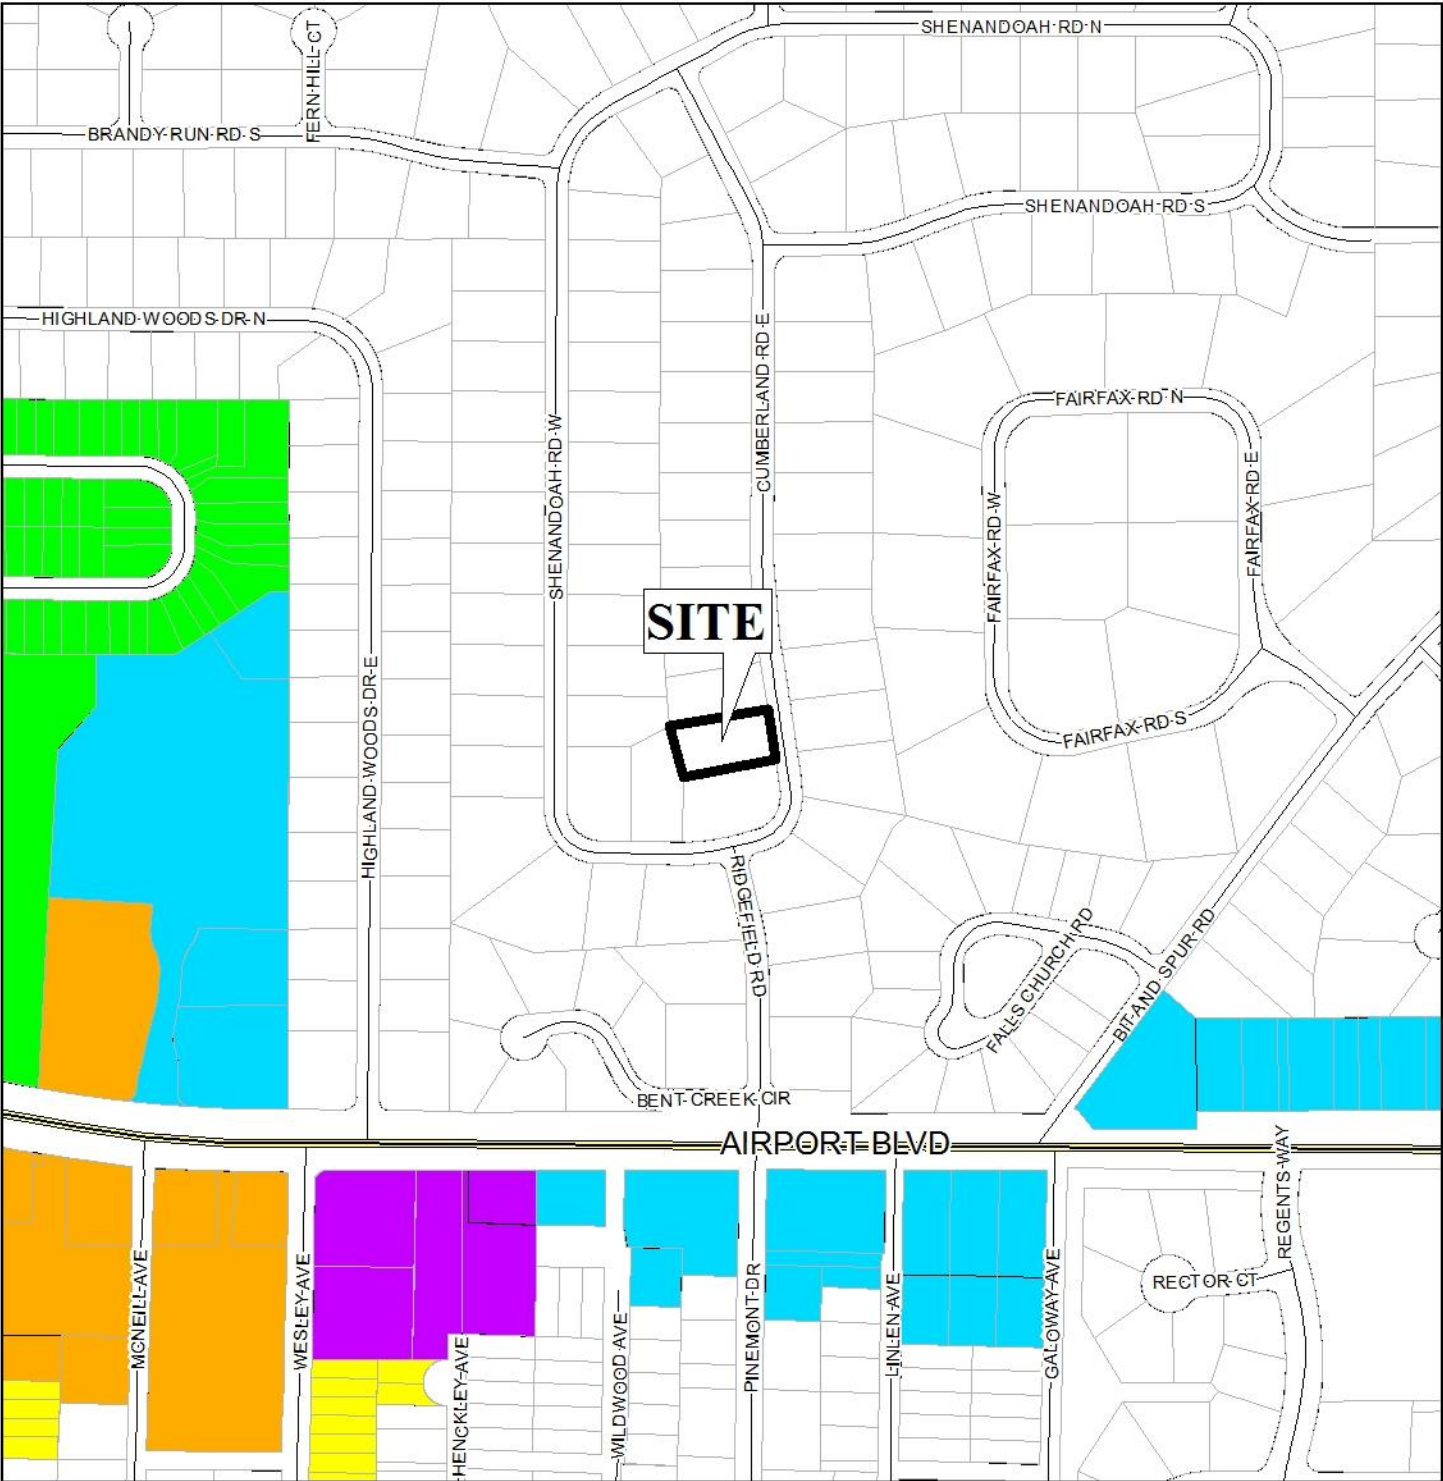 SHENANDOAH RD N
FERN HILL CT
BRANDY RUN RD S
SHENANDOAH RD S
HIGHLAND WOODS DR N
CUMBERLAND RD E
FAIRFAX RD N
SHENANDOAH RD W
FAIRFAX RD W
FAIRFAX RD E
SITE
HIGHLAND WOODS DR E
FAIRFAX RD S
RIDGEFIELD RD
FALLS CHURCH RD
BIT AND SPUR RD
BENT CREEK CIR
AIRPORT BLVD
REGENTS WAY
MCNEILL AVE
WESLEY AVE
HENCKLEY AVE
WILDWOOD AVE
PINEMONT DR
LINLEN AVE
GALOWAY AVE
RECTOR CT